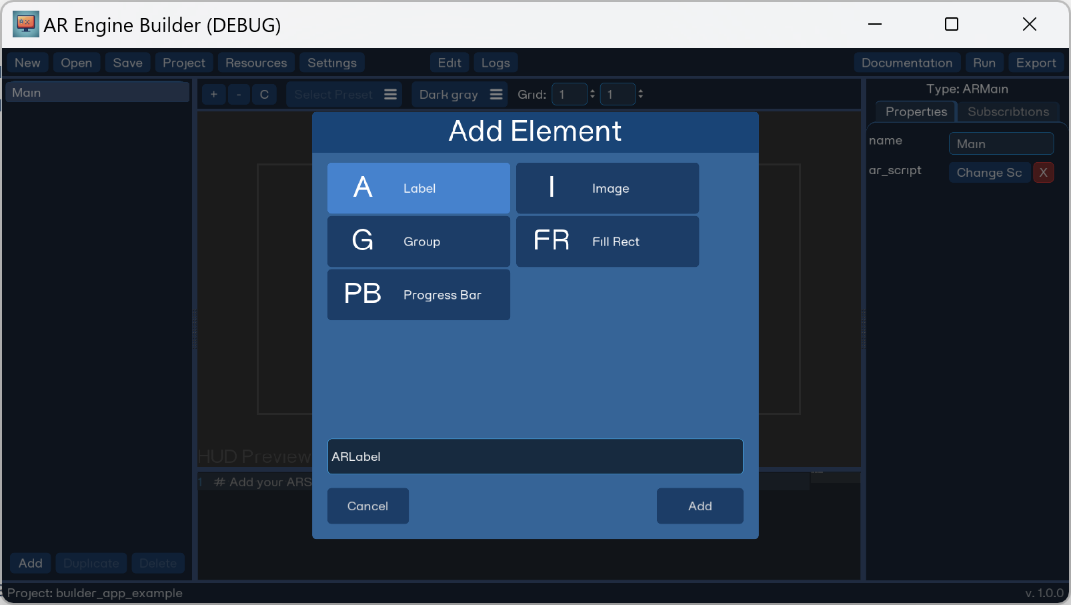 AR Engine Builder (DEBUG)
New Open Save Project Resources Settings Edit Logs Documentation Run Export
Main
+ - C Select Preset Dark gray Grid: 1 1
Type: ARMain
Properties Subscribtions
name Main
ar_script Change Sc X
Add Element
A Label
I Image
G Group
FR Fill Rect
PB Progress Bar
ARLabel
Cancel Add
HUD Preview
1 # Add your ARS
Add Duplicate Delete
Project: builder_app_example
v. 1.0.0